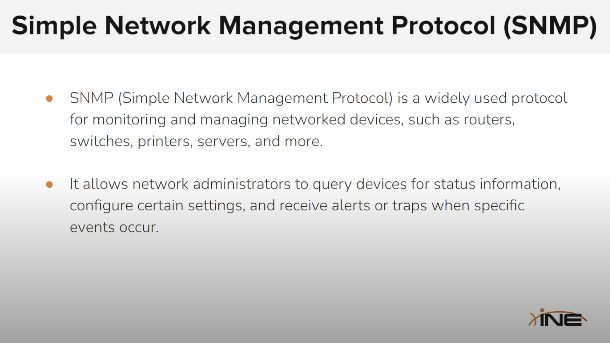 Simple Network Management Protocol (SNMP)
SNMP (Simple Network Management Protocol) is a widely used protocol
for monitoring and managing networked devices, such as routers,
switches, printers, servers, and more.
It allows network administrators to query devices for status information,
configure certain settings, and receive alerts or traps when specific
events occur.
INE